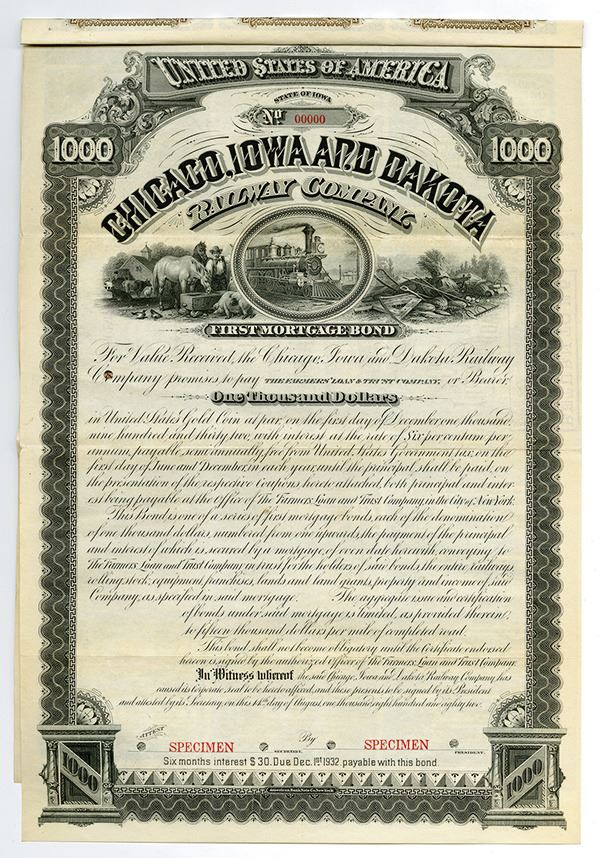 UNITED STATES OF AMERICA
STATE OF IOWA
No. 00000
1000 1000
CHICAGO, IOWA AND DAKOTA
RAILWAY COMPANY.
FIRST MORTGAGE BOND
For Value Received, the Chicago, Iowa and Dakota Railway
Company promises to pay THE FARMERS' LOAN & TRUST COMPANY, or Bearer,
One Thousand Dollars
in United States Gold Coin at par, on the first day of December one thousand
nine hundred and thirty two, with interest at the rate of Six per centum per
annum, payable semi annually, free from United States Government tax, on the
first day of June and December, in each year, until the principal shall be paid, on
the presentation of the respective Coupons hereto attached, both principal and inter-
est being payable at the Office of the Farmers Loan and Trust Company, in the City of New York.
This Bond is one of a series of first mortgage bonds, each of the denomination
of one thousand dollars, numbered from one upwards, the payment of the principal
and interest of which is secured by a mortgage of even date herewith, conveying to
The Farmers Loan and Trust Company in trust for the holders of said bonds, the entire railways
rolling stock, equipment, franchises, lands and land grants, property and income of said
Company, as specified in said mortgage. The aggregate issue and certification
of bonds under said mortgage is limited, as provided therein,
to fifteen thousand dollars per mile of completed road.
This bond shall not become obligatory until the Certificate endorsed
hereon is signed by the authorized Officer of The Farmers Loan and Trust Company.
In Witness whereof, the said Chicago, Iowa and Dakota Railway Company, has
caused its corporate seal to be hereto affixed, and these presents to be signed by its President
and attested by its Secretary, on this day of August, one thousand, eight hundred and eighty two.
ATTEST By
SPECIMEN SPECIMEN
SECRETARY. PRESIDENT.
Six months interest $30. Due Dec. 1st 1932 payable with this bond.
1000 1000
American Bank Note Co. New York.